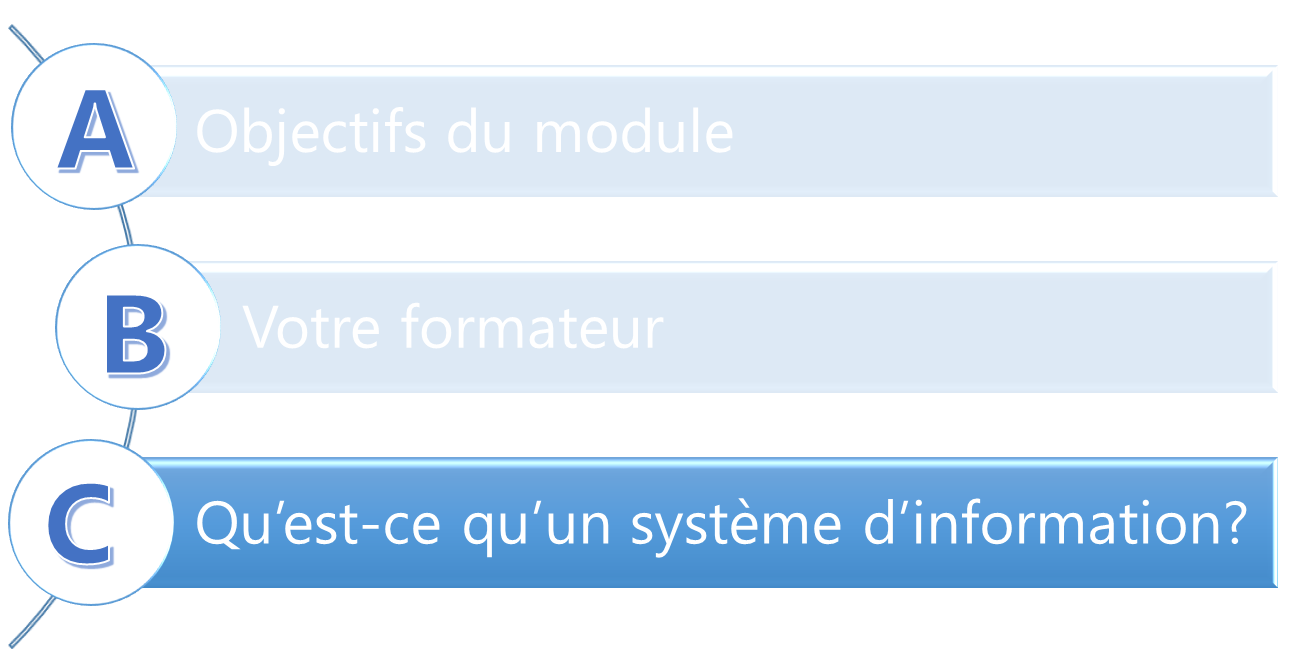 A
Objectifs du module
B
Votre formateur
C
Qu’est-ce qu’un système d’information?